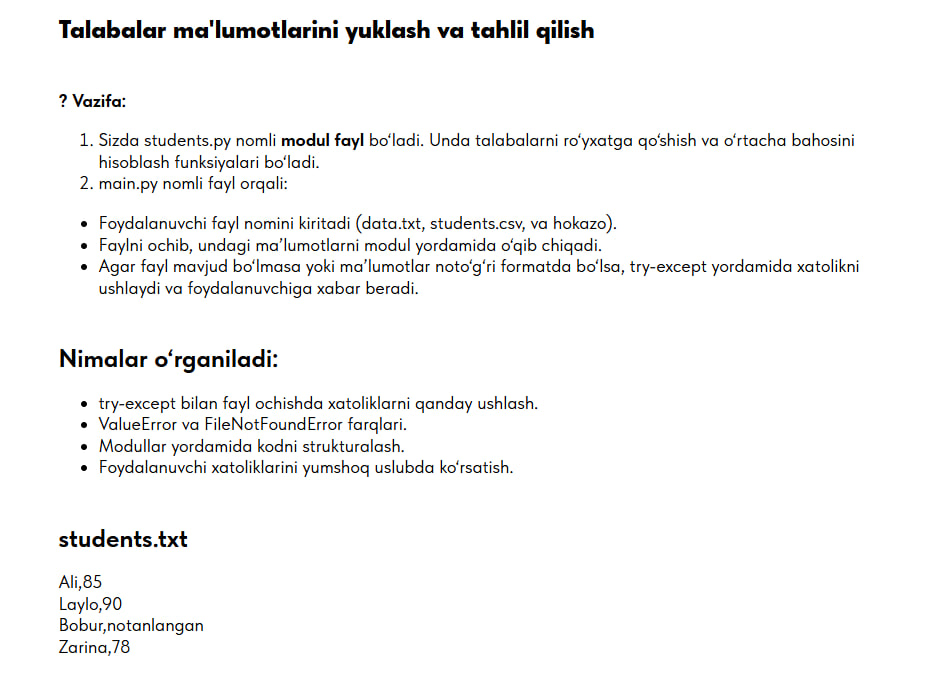 Talabalar ma'lumotlarini yuklash va tahlil qilish
? Vazifa:
1. Sizda students.py nomli modul fayl bo‘ladi. Unda talabalarni ro‘yxatga qo‘shish va o‘rtacha bahosini
hisoblash funksiyalari bo‘ladi.
2. main.py nomli fayl orqali:
• Foydalanuvchi fayl nomini kiritadi (data.txt, students.csv, va hokazo).
• Faylni ochib, undagi ma’lumotlarni modul yordamida o‘qib chiqadi.
• Agar fayl mavjud bo‘lmasa yoki ma’lumotlar noto‘g‘ri formatda bo‘lsa, try-except yordamida xatolikni
ushlaydi va foydalanuvchiga xabar beradi.
Nimalar o‘rganiladi:
• try-except bilan fayl ochishda xatoliklarni qanday ushlash.
• ValueError va FileNotFoundError farqlari.
• Modullar yordamida kodni strukturalash.
• Foydalanuvchi xatoliklarini yumshoq uslubda ko‘rsatish.
students.txt
Ali,85
Laylo,90
Bobur,notanlangan
Zarina,78